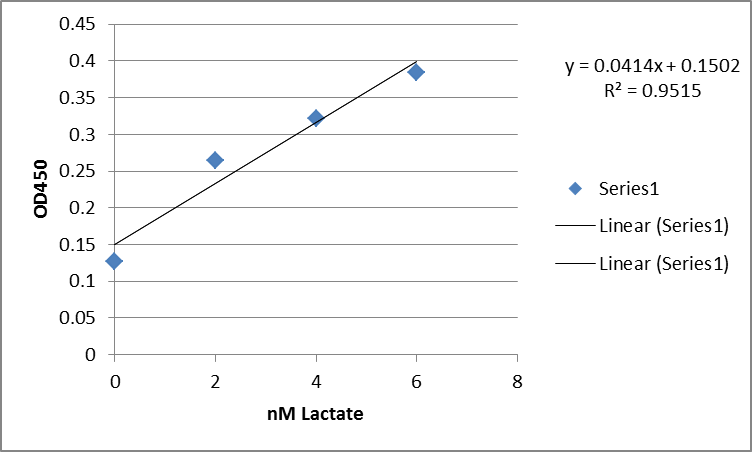 0.45
0.4
0.35
0.3
0.25
0.2
0.15
0.1
0.05
0
OD450
0 2 4 6 8
nM Lactate
y = 0.0414x + 0.1502
R² = 0.9515
Series1
Linear (Series1)
Linear (Series1)